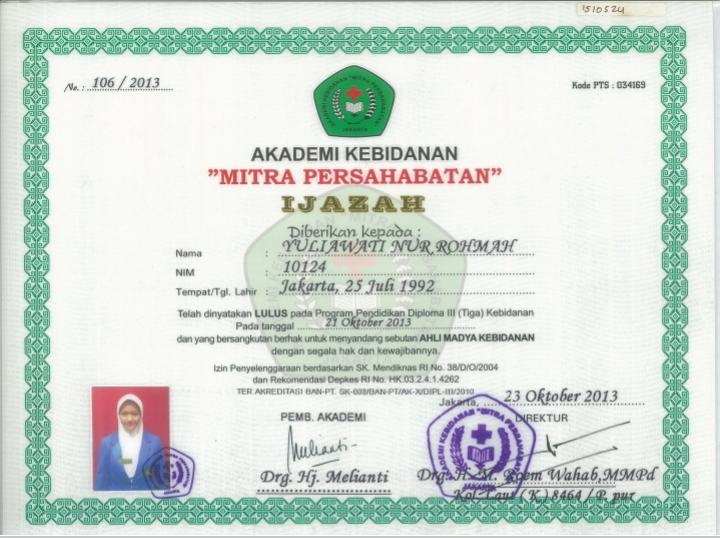 1510524
No. : 106 / 2013
Kode PTS : 034169
JAKARTA
AKADEMI KEBIDANAN
"MITRA PERSAHABATAN"
IJAZAH
Diberikan kepada :
Nama : YULIAWATI NUR ROHMAH
NIM : 10124
Tempat/Tgl. Lahir : Jakarta, 25 Juli 1992
Telah dinyatakan LULUS pada Program Pendidikan Diploma III (Tiga) Kebidanan
Pada tanggal 21 Oktober 2013
dan yang bersangkutan berhak untuk menyandang sebutan AHLI MADYA KEBIDANAN
dengan segala hak dan kewajibannya.
Izin Penyelenggaraan berdasarkan SK. Mendiknas RI No. 38/D/O/2004
dan Rekomendasi Depkes RI No. HK.03.2.4.1.4262
TER AKREDITASI BAN-PT. SK-003/BAN-PT/AK-X/DIPL-III/2010
Jakarta, 23 Oktober 2013
PEMB. AKADEMI
DIREKTUR
Drg. Hj. Melianti
Drg. H. M. Roem Wahab, MMPd
Kol. Laut (K) 8464 / P. pur